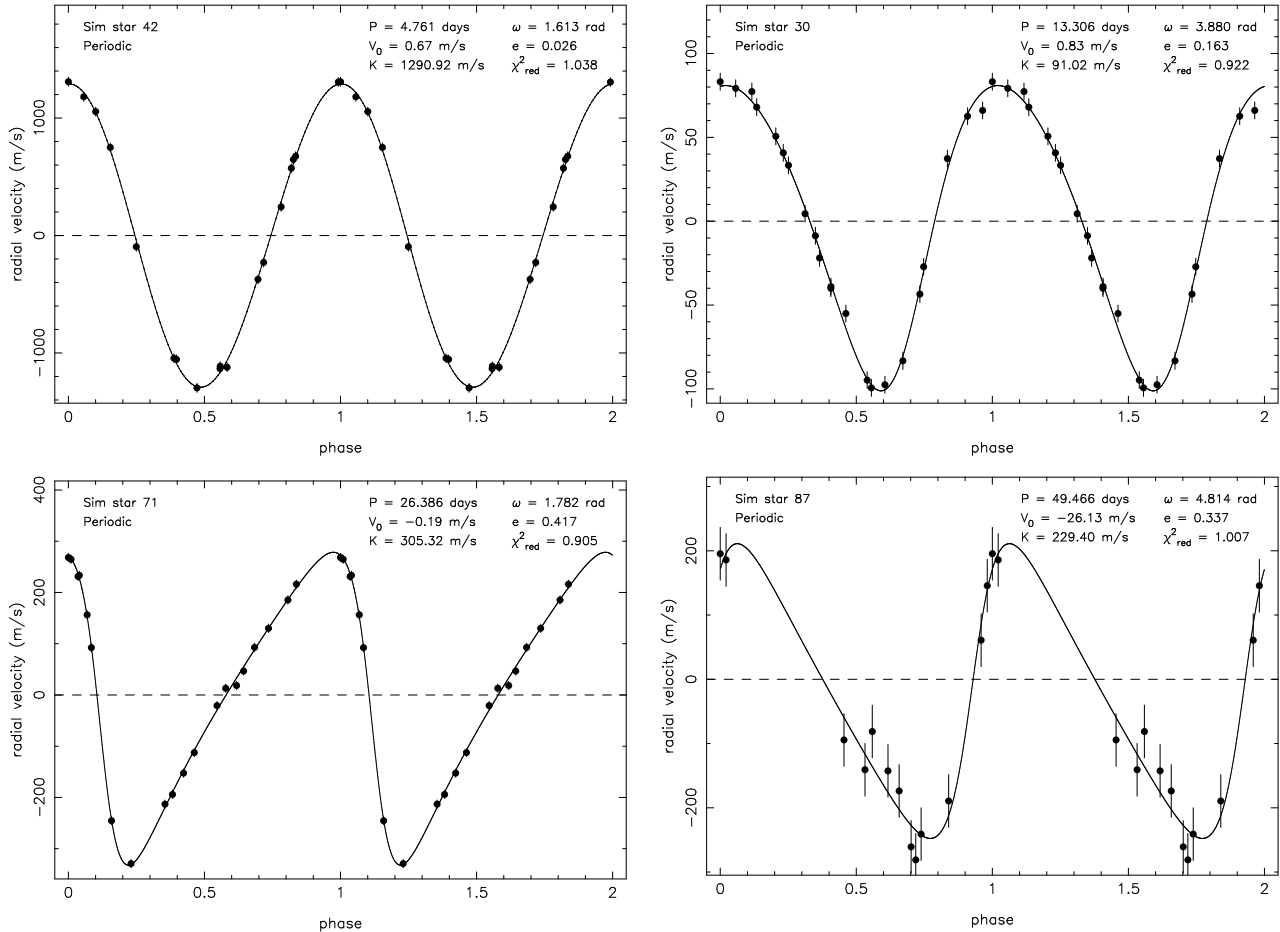 Sim star 42 P = 4.761 days ω = 1.613 rad
Periodic V₀ = 0.67 m/s e = 0.026
K = 1290.92 m/s χ²red = 1.038
radial velocity (m/s)
1000
0
−1000
0 0.5 1 1.5 2
phase
Sim star 30 P = 13.306 days ω = 3.880 rad
Periodic V₀ = 0.83 m/s e = 0.163
K = 91.02 m/s χ²red = 0.922
radial velocity (m/s)
100
50
0
−50
−100
0 0.5 1 1.5 2
phase
Sim star 71 P = 26.386 days ω = 1.782 rad
Periodic V₀ = −0.19 m/s e = 0.417
K = 305.32 m/s χ²red = 0.905
radial velocity (m/s)
400
200
0
−200
0 0.5 1 1.5 2
phase
Sim star 87 P = 49.466 days ω = 4.814 rad
Periodic V₀ = −26.13 m/s e = 0.337
K = 229.40 m/s χ²red = 1.007
radial velocity (m/s)
200
0
−200
0 0.5 1 1.5 2
phase